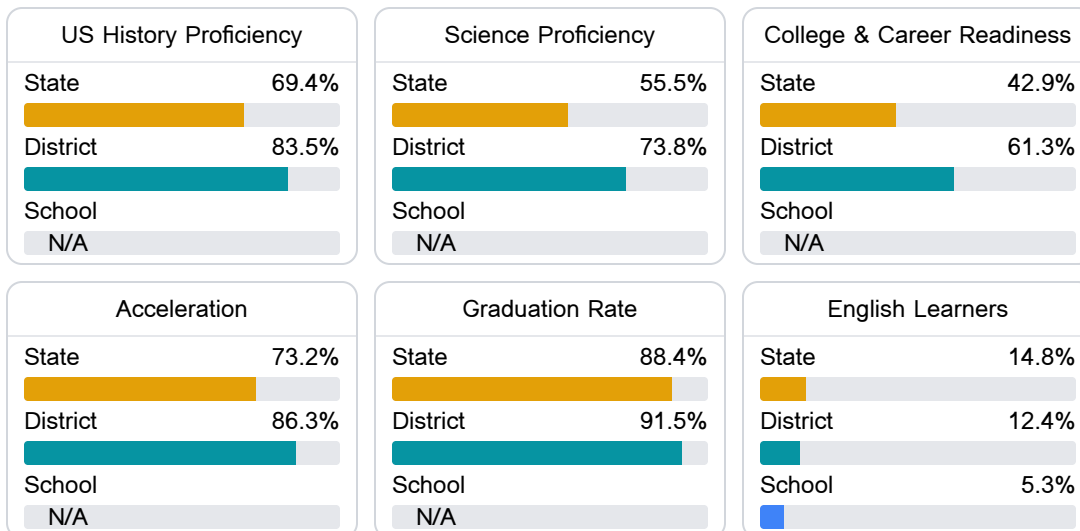 US History Proficiency
State 69.4%
District 83.5%
School
N/A
Science Proficiency
State 55.5%
District 73.8%
School
N/A
College & Career Readiness
State 42.9%
District 61.3%
School
N/A
Acceleration
State 73.2%
District 86.3%
School
N/A
Graduation Rate
State 88.4%
District 91.5%
School
N/A
English Learners
State 14.8%
District 12.4%
School 5.3%